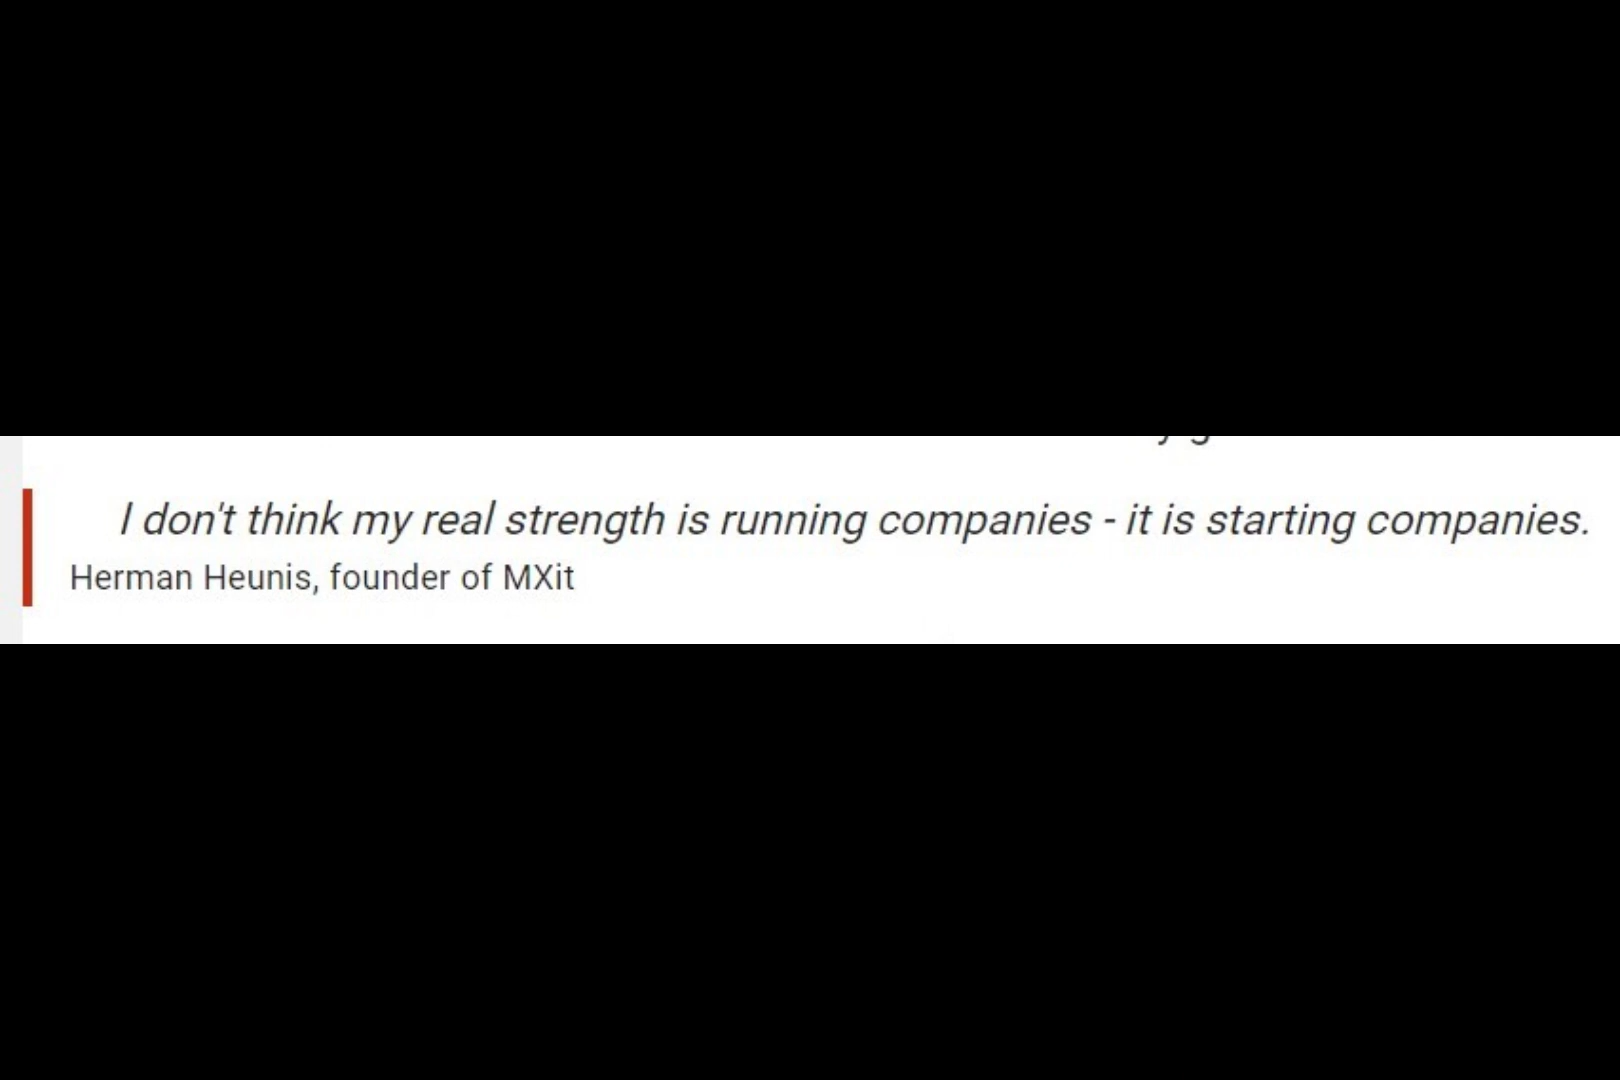 I don't think my real strength is running companies - it is starting companies.
Herman Heunis, founder of MXit